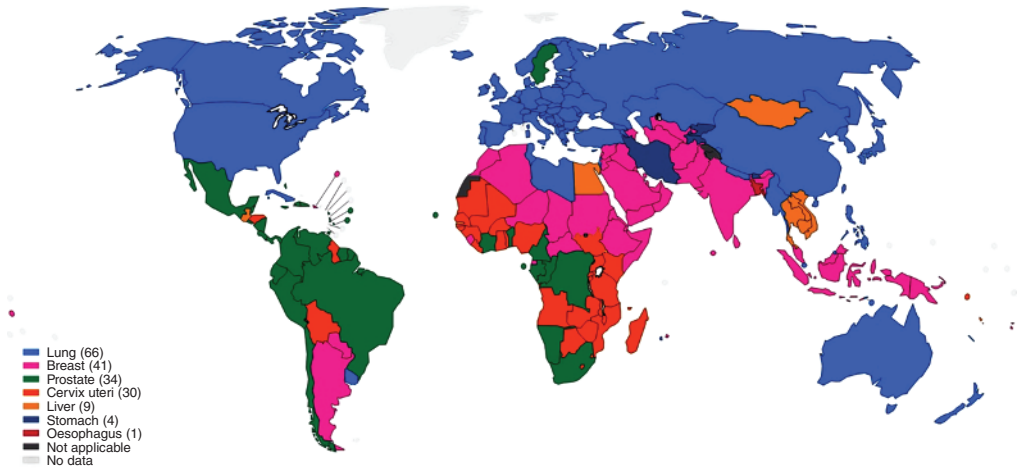 Lung (66)
Breast (41)
Prostate (34)
Cervix uteri (30)
Liver (9)
Stomach (4)
Oesophagus (1)
Not applicable
No data